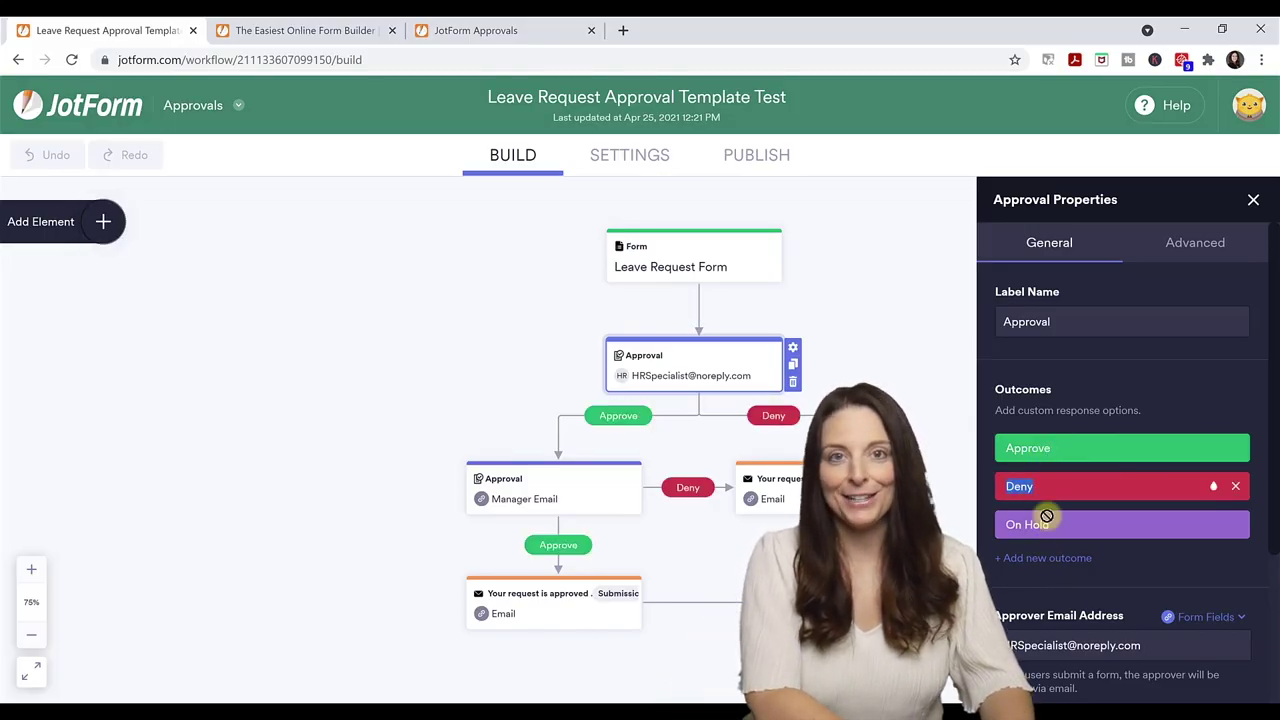 Leave Request Approval Templat
The Easiest Online Form Builder
JotForm Approvals
jotform.com/workflow/211133607099150/build
9
JotForm
Approvals
Leave Request Approval Template Test
Last updated at Apr 25, 2021 12:21 PM
? Help
Undo
Redo
BUILD
SETTINGS
PUBLISH
Add Element
Approval Properties
General
Advanced
Form
Leave Request Form
Label Name
Approval
Approval
HR HRSpecialist@noreply.com
Outcomes
Add custom response options.
Approve
Deny
Approve
Deny
On Hold
Approval
Manager Email
Deny
Your reque
Email
Approve
+ Add new outcome
75%
Your request is approved . Submissic
Email
Approver Email Address
Form Fields
HRSpecialist@noreply.com
users submit a form, the approver will be
via email.